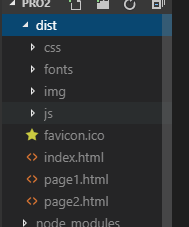 PRO2
dist
css
fonts
img
js
favicon.ico
index.html
page1.html
page2.html
node_modules